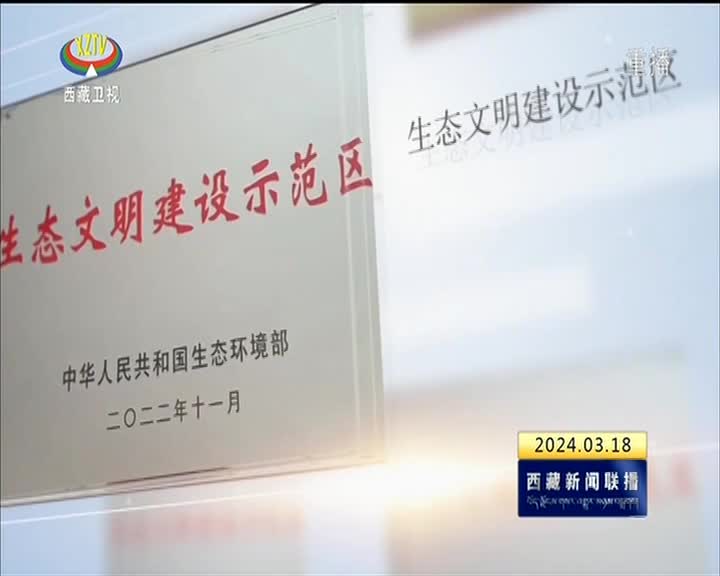 XZTV
西藏卫视
重播
生态文明建设示范区
生态文明建设示范区
中华人民共和国生态环境部
二〇二二年十一月
2024.03.18
西藏新闻联播